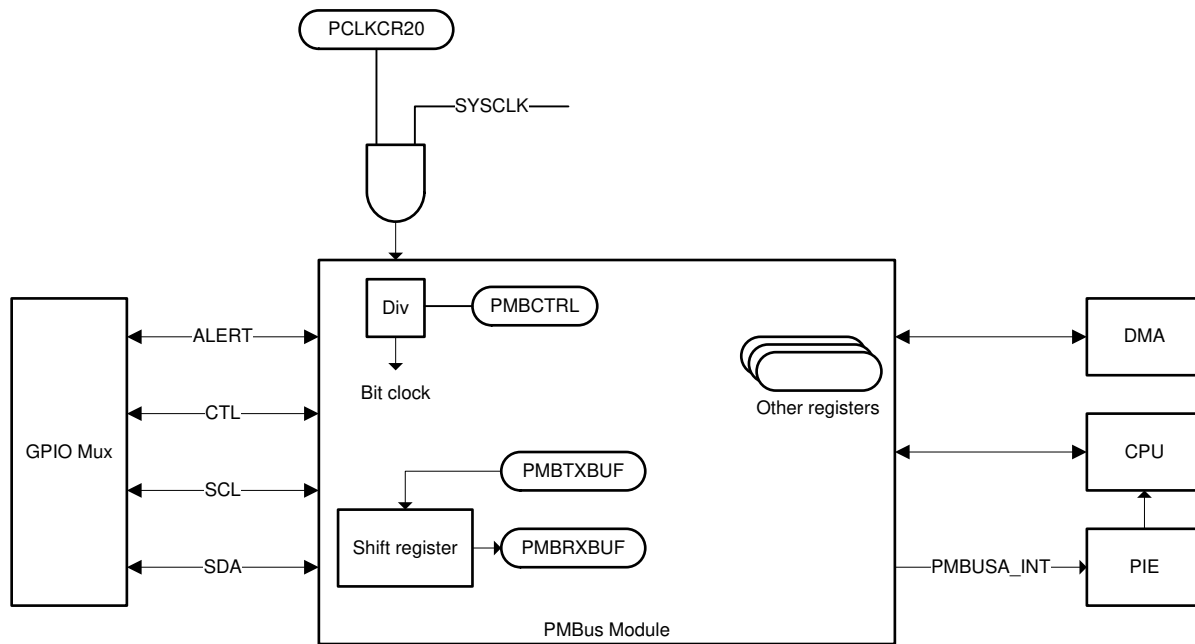 PCLKCR20
SYSCLK
Div
PMBCTRL
ALERT
DMA
Bit clock
Other registers
CTL
GPIO Mux
CPU
PMBTXBUF
SCL
Shift register
PMBRXBUF
SDA
PMBUSA_INT
PIE
PMBus Module